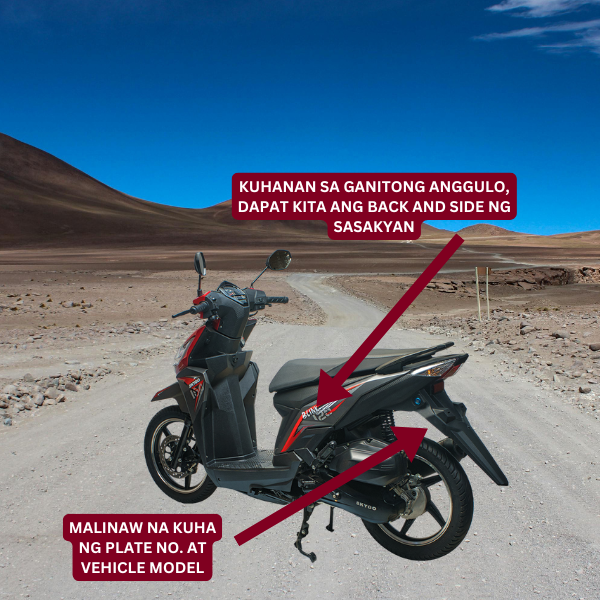 KUHANAN SA GANITONG ANGGULO,
DAPAT KITA ANG BACK AND SIDE NG
SASAKYAN
MALINAW NA KUHA
NG PLATE NO. AT
VEHICLE MODEL